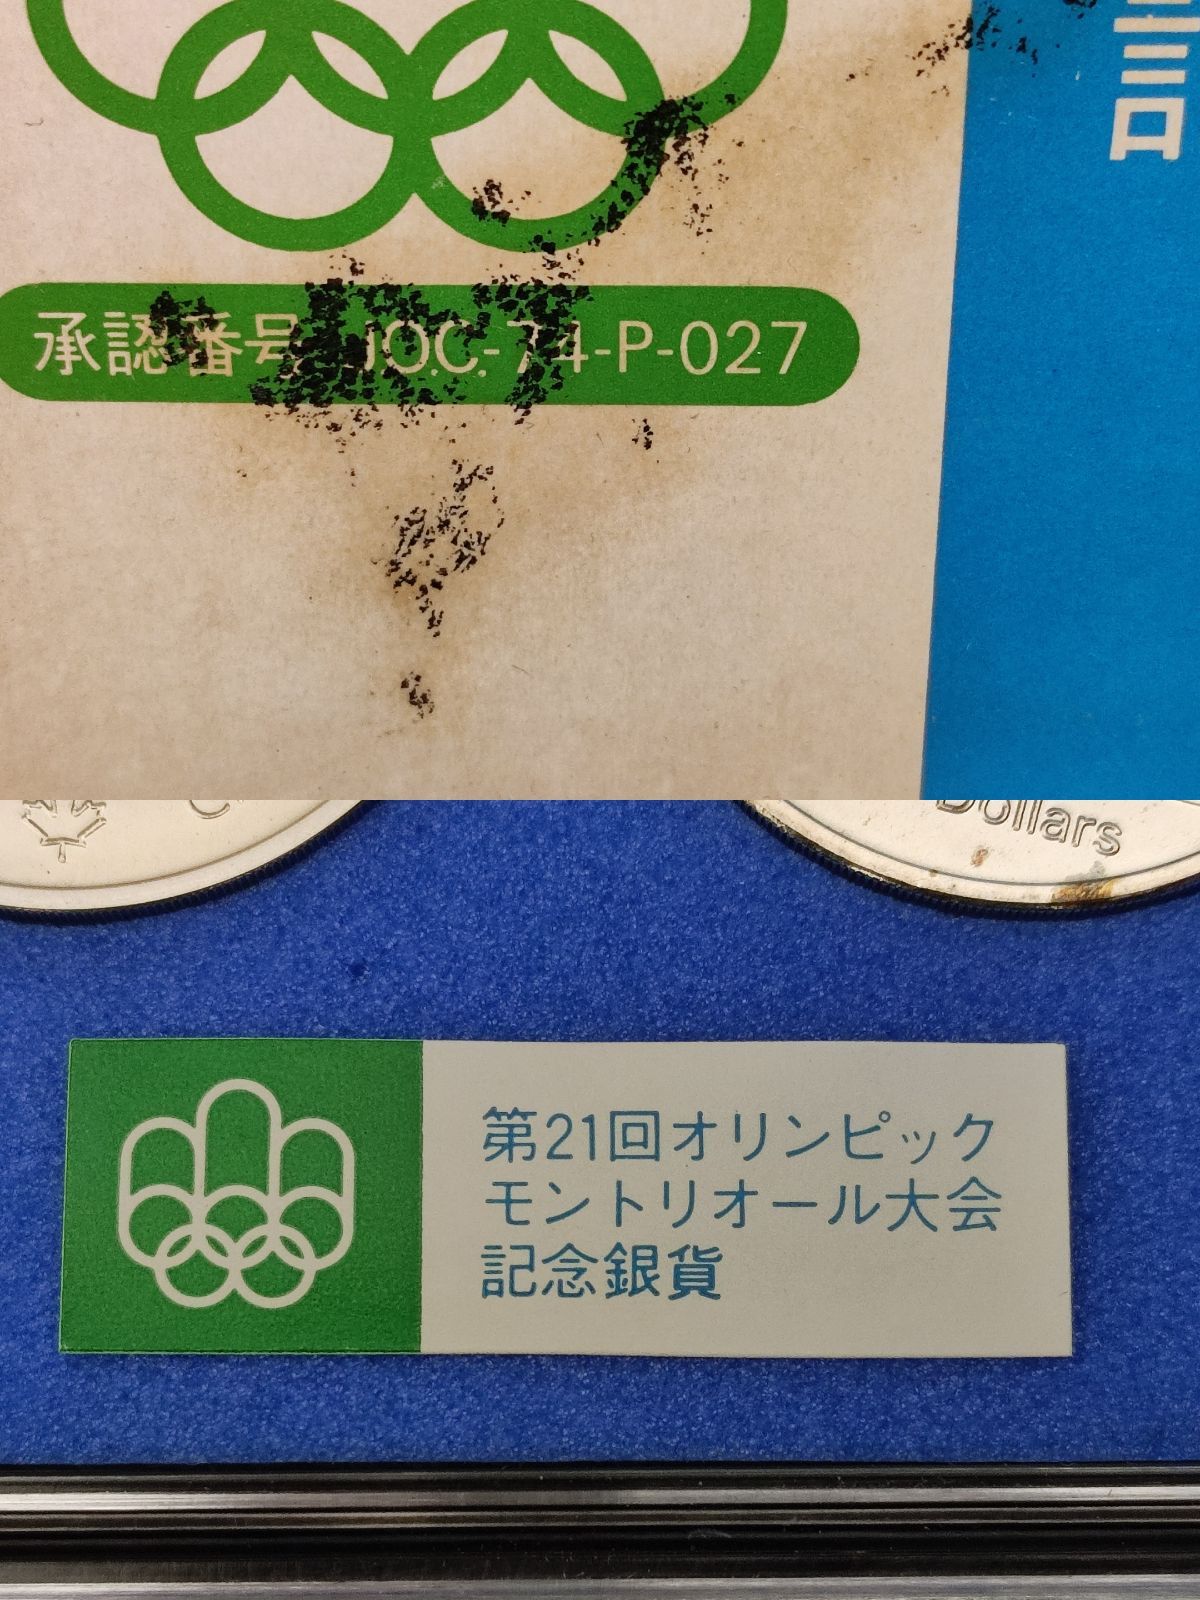 承認番号 J.O.C.-74-P-027
Dollars
第21回オリンピック
モントリオール大会
記念銀貨